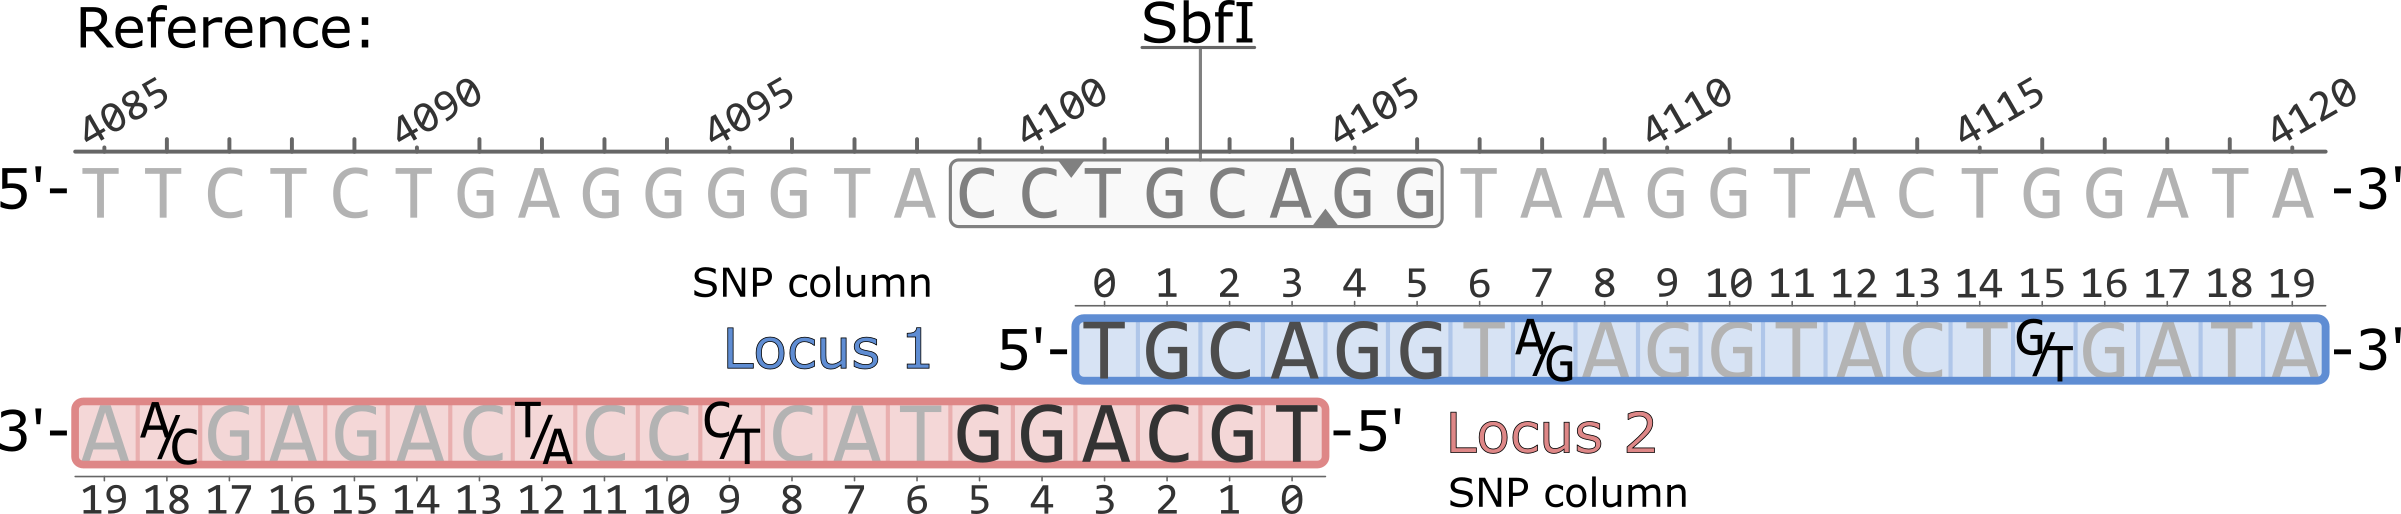 Reference:
SbfI
4085 4090 4095 4100 4105 4110 4115 4120
5'- T T C T C T G A G G G G T A C C T G C A G G T A A G G T A C T G G A T A -3'
SNP column 0 1 2 3 4 5 6 7 8 9 10 11 12 13 14 15 16 17 18 19
Locus 1 5'- T G C A G G T A/G A G G T A C T G/T G A T A -3'
3'- A A/C G A G A C T/A C C C/T C A T G G A C G T -5' Locus 2
19 18 17 16 15 14 13 12 11 10 9 8 7 6 5 4 3 2 1 0 SNP column